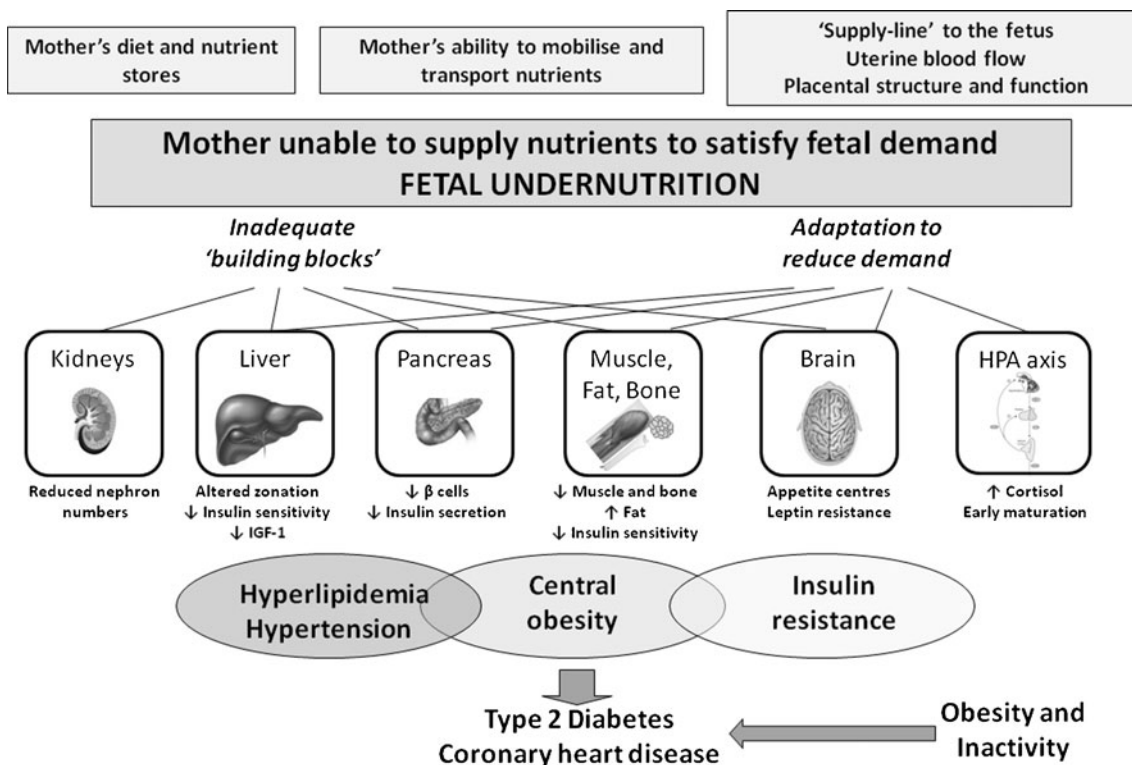 Mother's diet and nutrient
stores
Mother's ability to mobilise and
transport nutrients
'Supply-line' to the fetus
Uterine blood flow
Placental structure and function
Mother unable to supply nutrients to satisfy fetal demand
FETAL UNDERNUTRITION
Inadequate
'building blocks'
Adaptation to
reduce demand
Kidneys
Liver
Pancreas
Muscle,
Fat, Bone
Brain
HPA axis
Reduced nephron
numbers
Altered zonation
↓ Insulin sensitivity
↓ IGF-1
↓ β cells
↓ Insulin secretion
↓ Muscle and bone
↑ Fat
↓ Insulin sensitivity
Appetite centres
Leptin resistance
↑ Cortisol
Early maturation
Hyperlipidemia
Hypertension
Central
obesity
Insulin
resistance
Type 2 Diabetes
Coronary heart disease
Obesity and
Inactivity